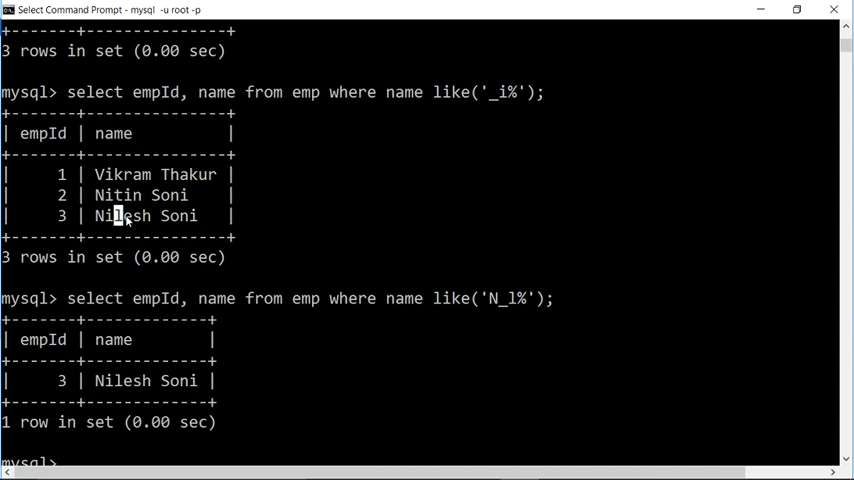 Select Command Prompt - mysql -u root -p
+-------+---------------+
3 rows in set (0.00 sec)
mysql> select empId, name from emp where name like('_i%');
+-------+---------------+
| empId | name          |
+-------+---------------+
|     1 | Vikram Thakur |
|     2 | Nitin Soni    |
|     3 | Nilesh Soni   |
+-------+---------------+
3 rows in set (0.00 sec)
mysql> select empId, name from emp where name like('N_l%');
+-------+-------------+
| empId | name        |
+-------+-------------+
|     3 | Nilesh Soni |
+-------+-------------+
1 row in set (0.00 sec)
mysql>